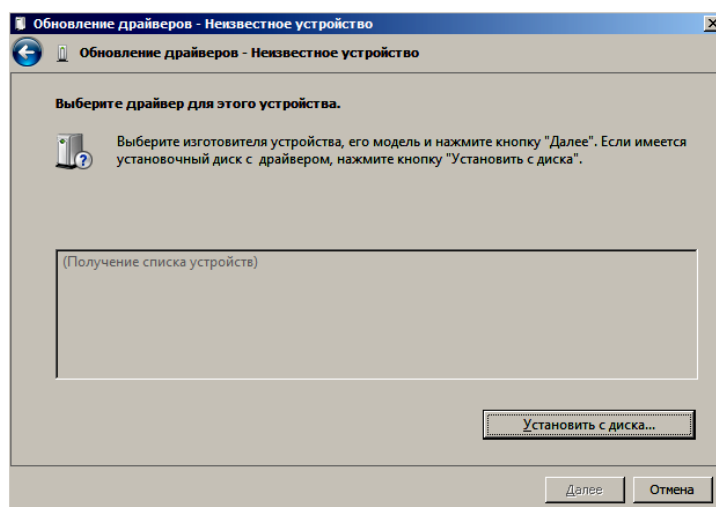 Обновление драйверов - Неизвестное устройство
Обновление драйверов - Неизвестное устройство
Выберите драйвер для этого устройства.
Выберите изготовителя устройства, его модель и нажмите кнопку "Далее". Если имеется
установочный диск с драйвером, нажмите кнопку "Установить с диска".
(Получение списка устройств)
Установить с диска...
Далее
Отмена